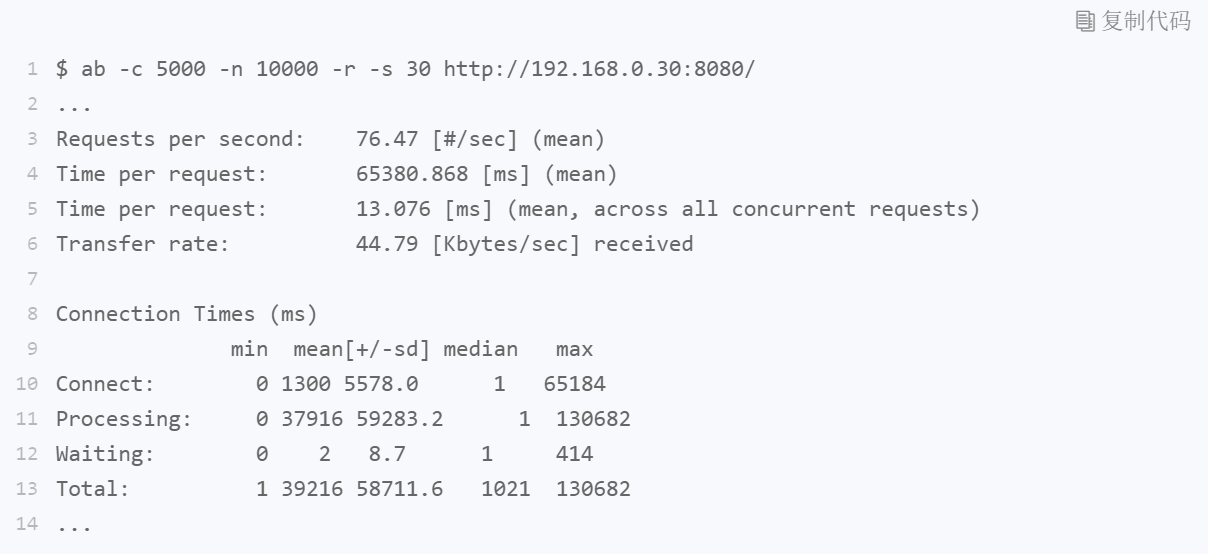 复制代码
1 $ ab -c 5000 -n 10000 -r -s 30 http://192.168.0.30:8080/
2 ...
3 Requests per second:    76.47 [#/sec] (mean)
4 Time per request:       65380.868 [ms] (mean)
5 Time per request:       13.076 [ms] (mean, across all concurrent requests)
6 Transfer rate:          44.79 [Kbytes/sec] received
7
8 Connection Times (ms)
9               min  mean[+/-sd] median   max
10 Connect:        0 1300 5578.0      1   65184
11 Processing:     0 37916 59283.2      1  130682
12 Waiting:        0    2   8.7      1     414
13 Total:          1 39216 58711.6   1021  130682
14 ...